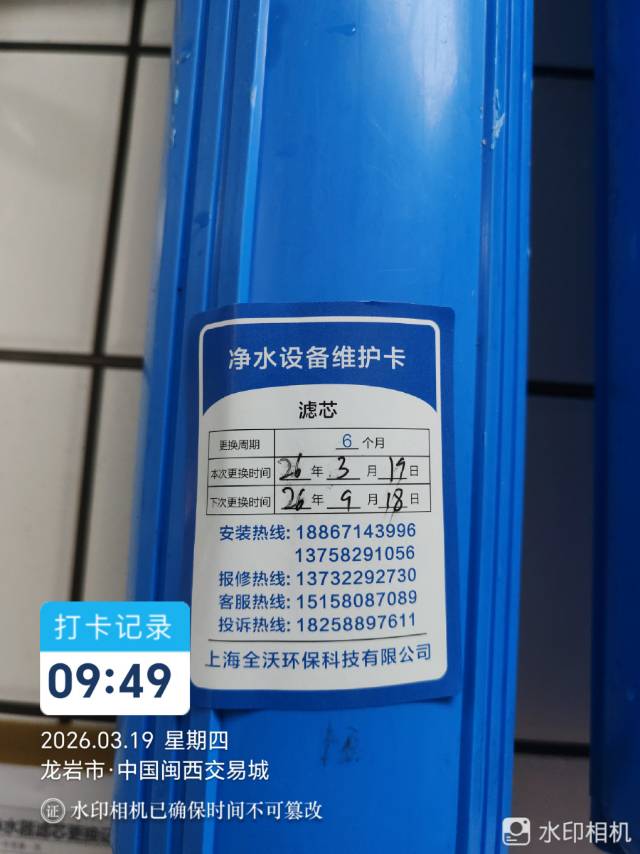 净水设备维护卡
滤芯
更换周期 6 个月
本次更换时间 26 年 3 月 19 日
下次更换时间 26 年 9 月 18 日
安装热线: 18867143996
13758291056
报修热线: 13732292730
客服热线: 15158087089
投诉热线: 18258897611
上海全沃环保科技有限公司
打卡记录
09:49
2026.03.19 星期四
龙岩市·中国闽西交易城
证 水印相机已确保时间不可篡改
水印相机